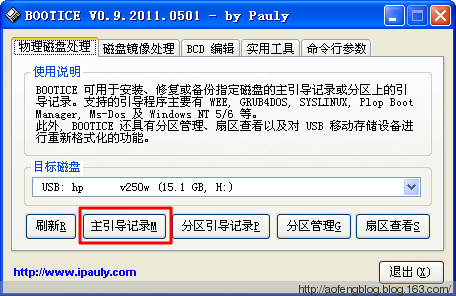 BOOTICE V0.9.2011.0501 - by Pauly
物理磁盘处理 磁盘镜像处理 BCD 编辑 实用工具 命令行参数
使用说明
BOOTICE 可用于安装、修复或备份指定磁盘的主引导记录或分区上的引
导记录。支持的引导程序主要有 WEE, GRUB4DOS, SYSLINUX, Plop Boot
Manager, Ms-Dos 及 Windows NT 5/6 等。
此外, BOOTICE 还具有分区管理、扇区查看以及对 USB 移动存储设备进
行重新格式化的功能。
目标磁盘
USB: hp v250w (15.1 GB, H:)
刷新R 主引导记录M 分区引导记录P 分区管理G 扇区查看S
http://www.ipauly.com 退出(X)
http://aofengblog.blog.163.com/